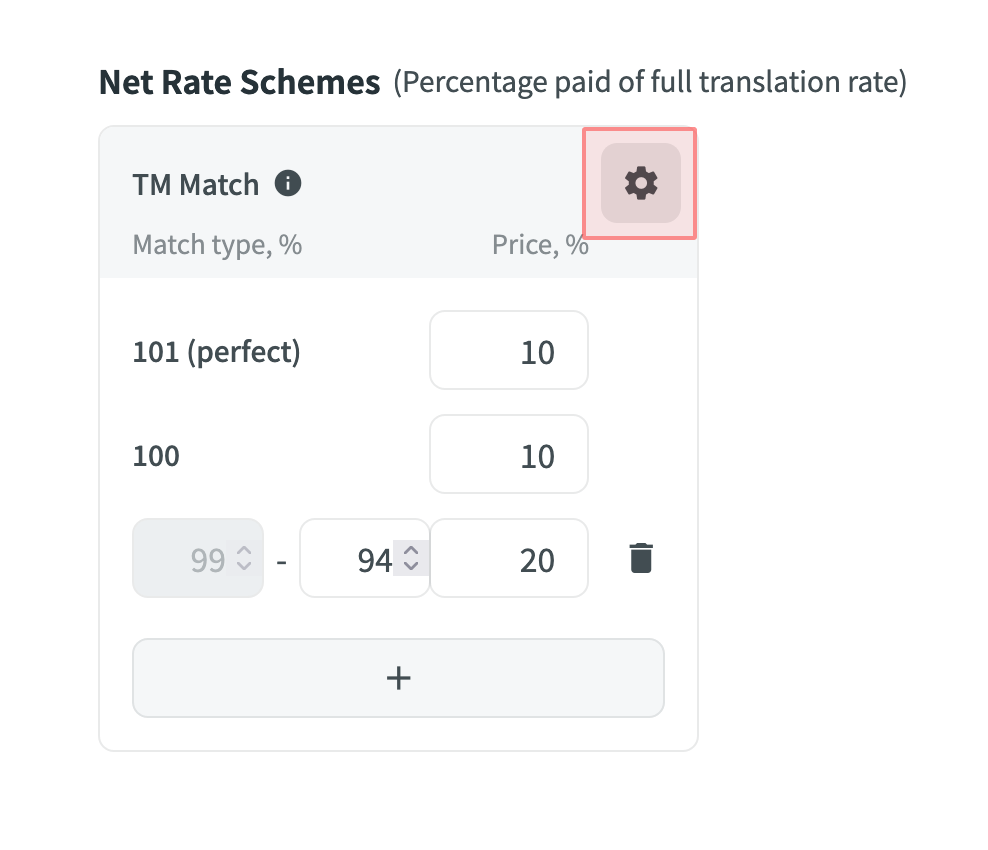 Net Rate Schemes (Percentage paid of full translation rate)
TM Match
Match type, % Price, %
101 (perfect) 10
100 10
99 - 94 20
+